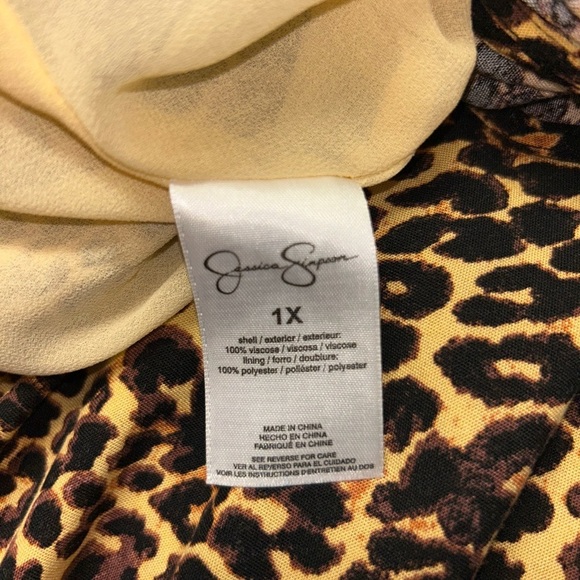 Jessica Simpson
1X
shell / exterior / exterieur:
100% viscose / viscosa / viscose
lining / forro / doublure:
100% polyester / poliéster / polyester
MADE IN CHINA
HECHO EN CHINA
FABRIQUÉ EN CHINE
SEE REVERSE FOR CARE
VER AL REVERSO PARA EL CUIDADO
VOIR LES INSTRUCTIONS D'ENTRETIEN AU DOS